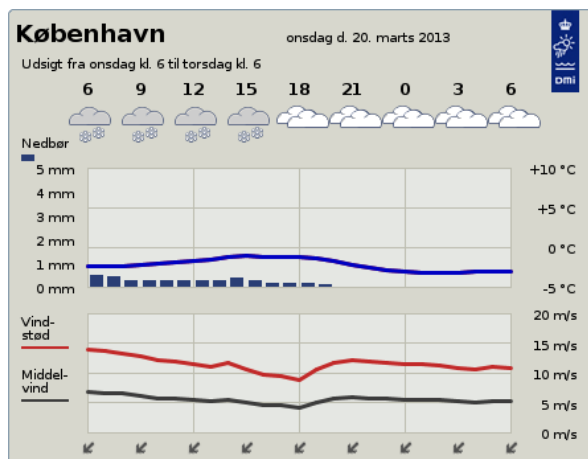 København
onsdag d. 20. marts 2013
Udsigt fra onsdag kl. 6 til torsdag kl. 6
DMI
6 9 12 15 18 21 0 3 6
Nedbør
5 mm
4 mm
3 mm
2 mm
1 mm
0 mm
+10 °C
+5 °C
0 °C
-5 °C
Vind-
stød
Middel-
vind
20 m/s
15 m/s
10 m/s
5 m/s
0 m/s